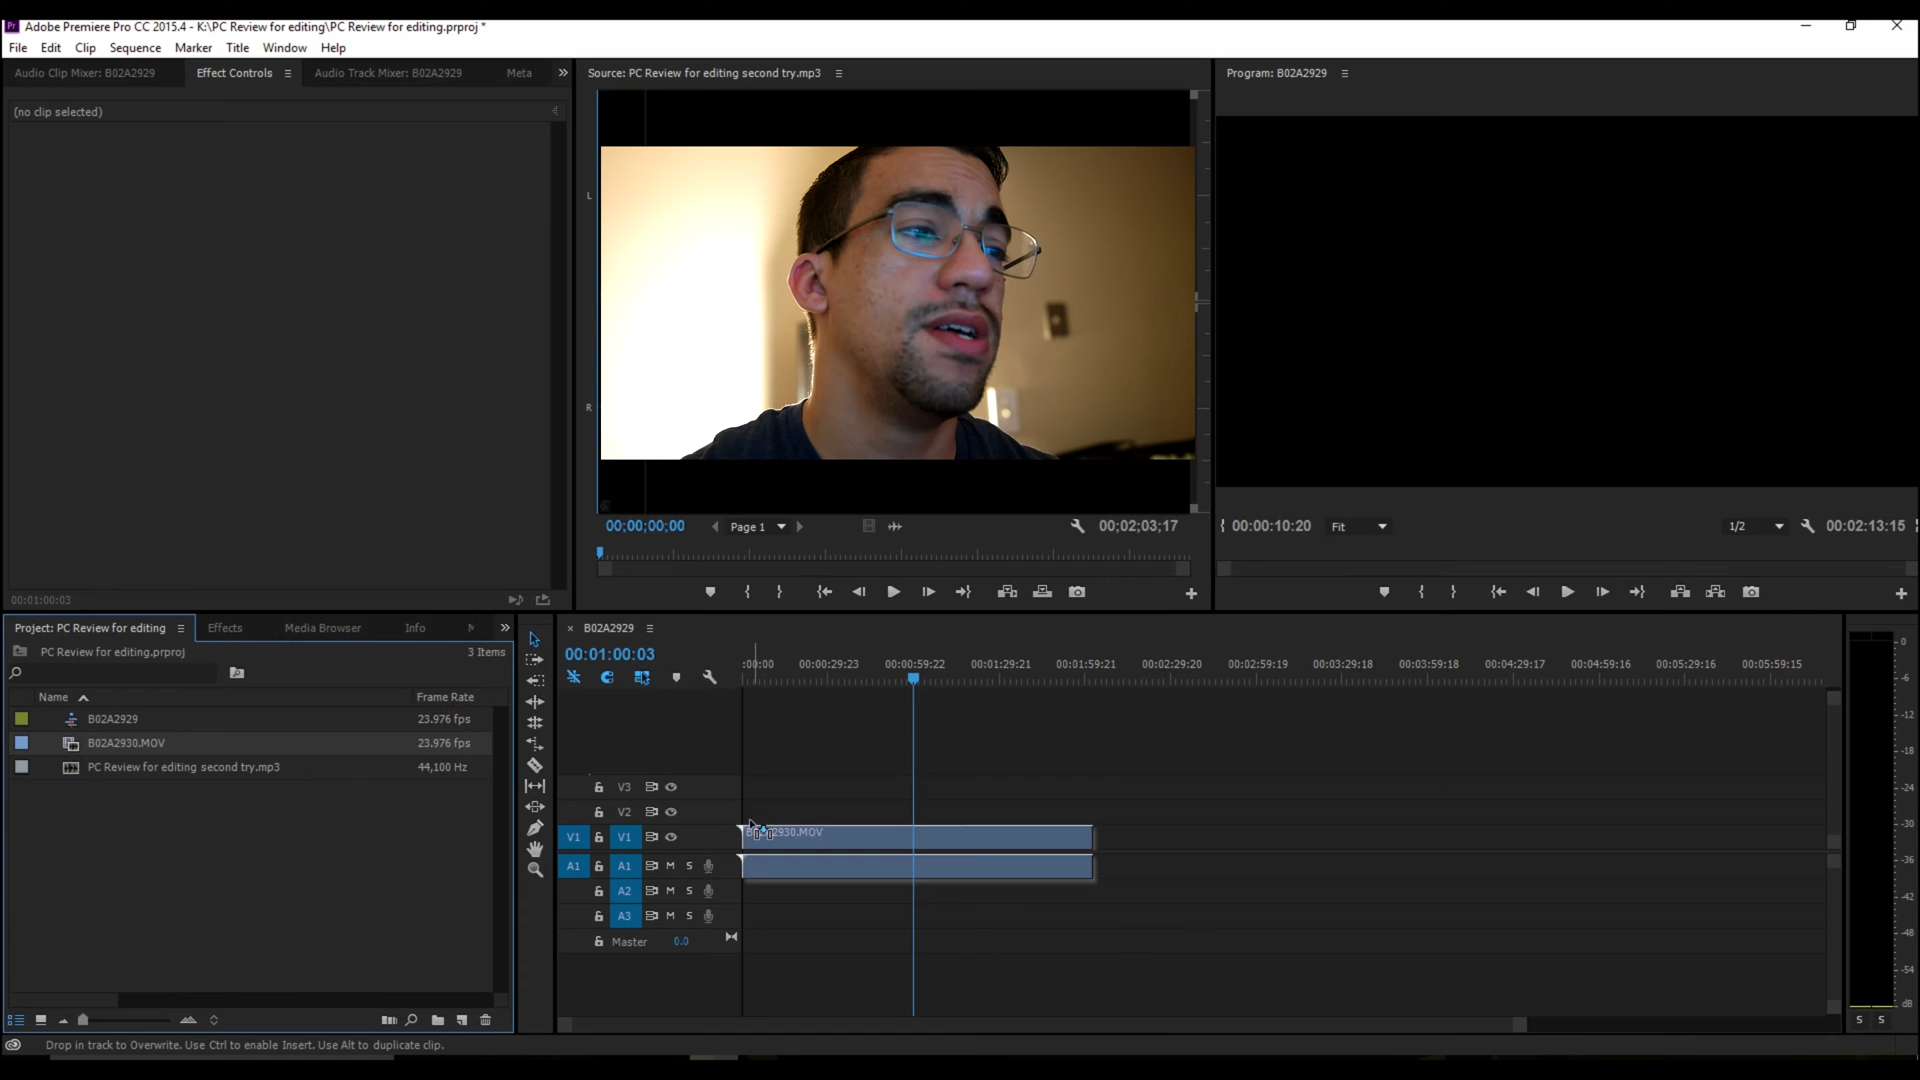 Pr Adobe Premiere Pro CC 2015.4 - K:\PC Review for editing\PC Review for editing.prproj *
File Edit Clip Sequence Marker Title Window Help
Audio Clip Mixer: B02A2929 Effect Controls Audio Track Mixer: B02A2929 Meta
Source: PC Review for editing second try.mp3
Program: B02A2929
(no clip selected)
L
R
00;00;00;00 Page 1 00;02;03;17
00:00:10:20 Fit 1/2 00:02:13:15
00:01:00:03
Project: PC Review for editing Effects Media Browser Info
PC Review for editing.prproj 3 Items
Name Frame Rate
B02A2929 23.976 fps
B02A2930.MOV 23.976 fps
PC Review for editing second try.mp3 44,100 Hz
B02A2929
00:01:00:03
:00:00 00:00:29:23 00:00:59:22 00:01:29:21 00:01:59:21 00:02:29:20 00:02:59:19 00:03:29:18 00:03:59:18 00:04:29:17 00:04:59:16 00:05:29:16 00:05:59:15
V3
V2
V1 V1 2930.MOV
A1 A1 M S
A2 M S
A3 M S
Master 0.0
0
-6
-12
-18
-24
-30
-36
-42
-48
-54
dB
S S
Drop in track to Overwrite. Use Ctrl to enable Insert. Use Alt to duplicate clip.